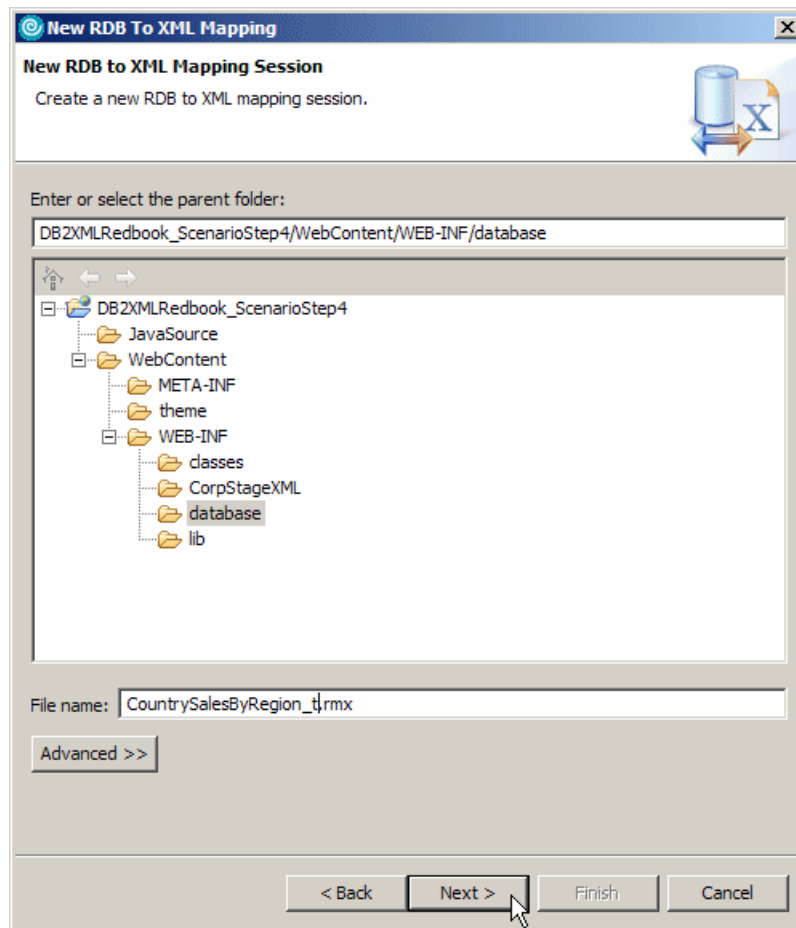 New RDB To XML Mapping
New RDB to XML Mapping Session
Create a new RDB to XML mapping session.
X
Enter or select the parent folder:
DB2XMLRedbook_ScenarioStep4/WebContent/WEB-INF/database
DB2XMLRedbook_ScenarioStep4
JavaSource
WebContent
META-INF
theme
WEB-INF
classes
CorpStageXML
database
lib
File name: CountrySalesByRegion_t.rmx
Advanced >>
< Back Next > Finish Cancel